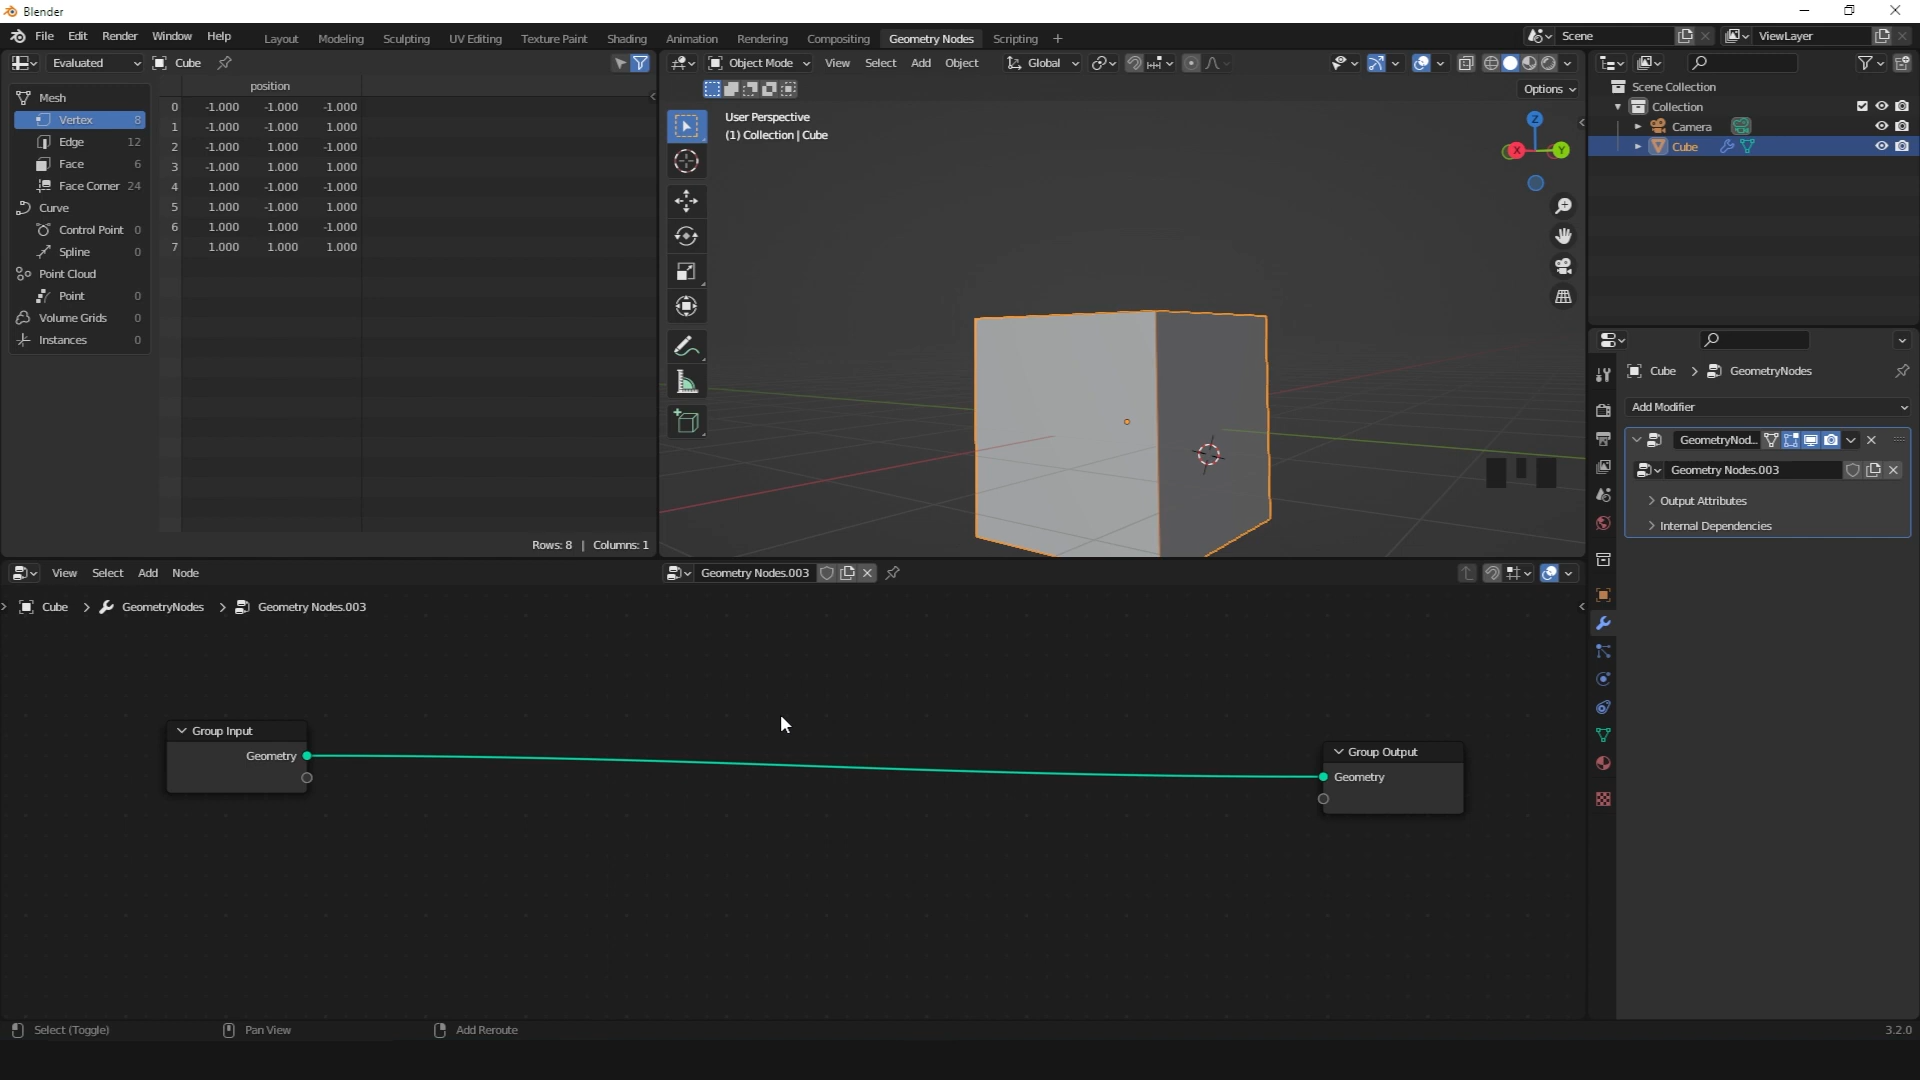 Blender
File Edit Render Window Help Layout Modeling Sculpting UV Editing Texture Paint Shading Animation Rendering Compositing Geometry Nodes Scripting + Scene ViewLayer
Evaluated Cube Object Mode View Select Add Object Global
Options
position
Mesh
Vertex 8
Edge 12
Face 6
Face Corner 24
Curve
Control Point 0
Spline 0
Point Cloud
Point 0
Volume Grids 0
Instances 0
0 -1.000 -1.000 -1.000
1 -1.000 -1.000 1.000
2 -1.000 1.000 -1.000
3 -1.000 1.000 1.000
4 1.000 -1.000 -1.000
5 1.000 -1.000 1.000
6 1.000 1.000 -1.000
7 1.000 1.000 1.000
Rows: 8 | Columns: 1
User Perspective
(1) Collection | Cube
Z
X Y
Scene Collection
Collection
Camera
Cube
Cube > GeometryNodes
Add Modifier
GeometryNod...
Geometry Nodes.003
> Output Attributes
> Internal Dependencies
View Select Add Node Geometry Nodes.003
Cube > GeometryNodes > Geometry Nodes.003
Group Input
Geometry
Group Output
Geometry
Select (Toggle) Pan View Add Reroute 3.2.0